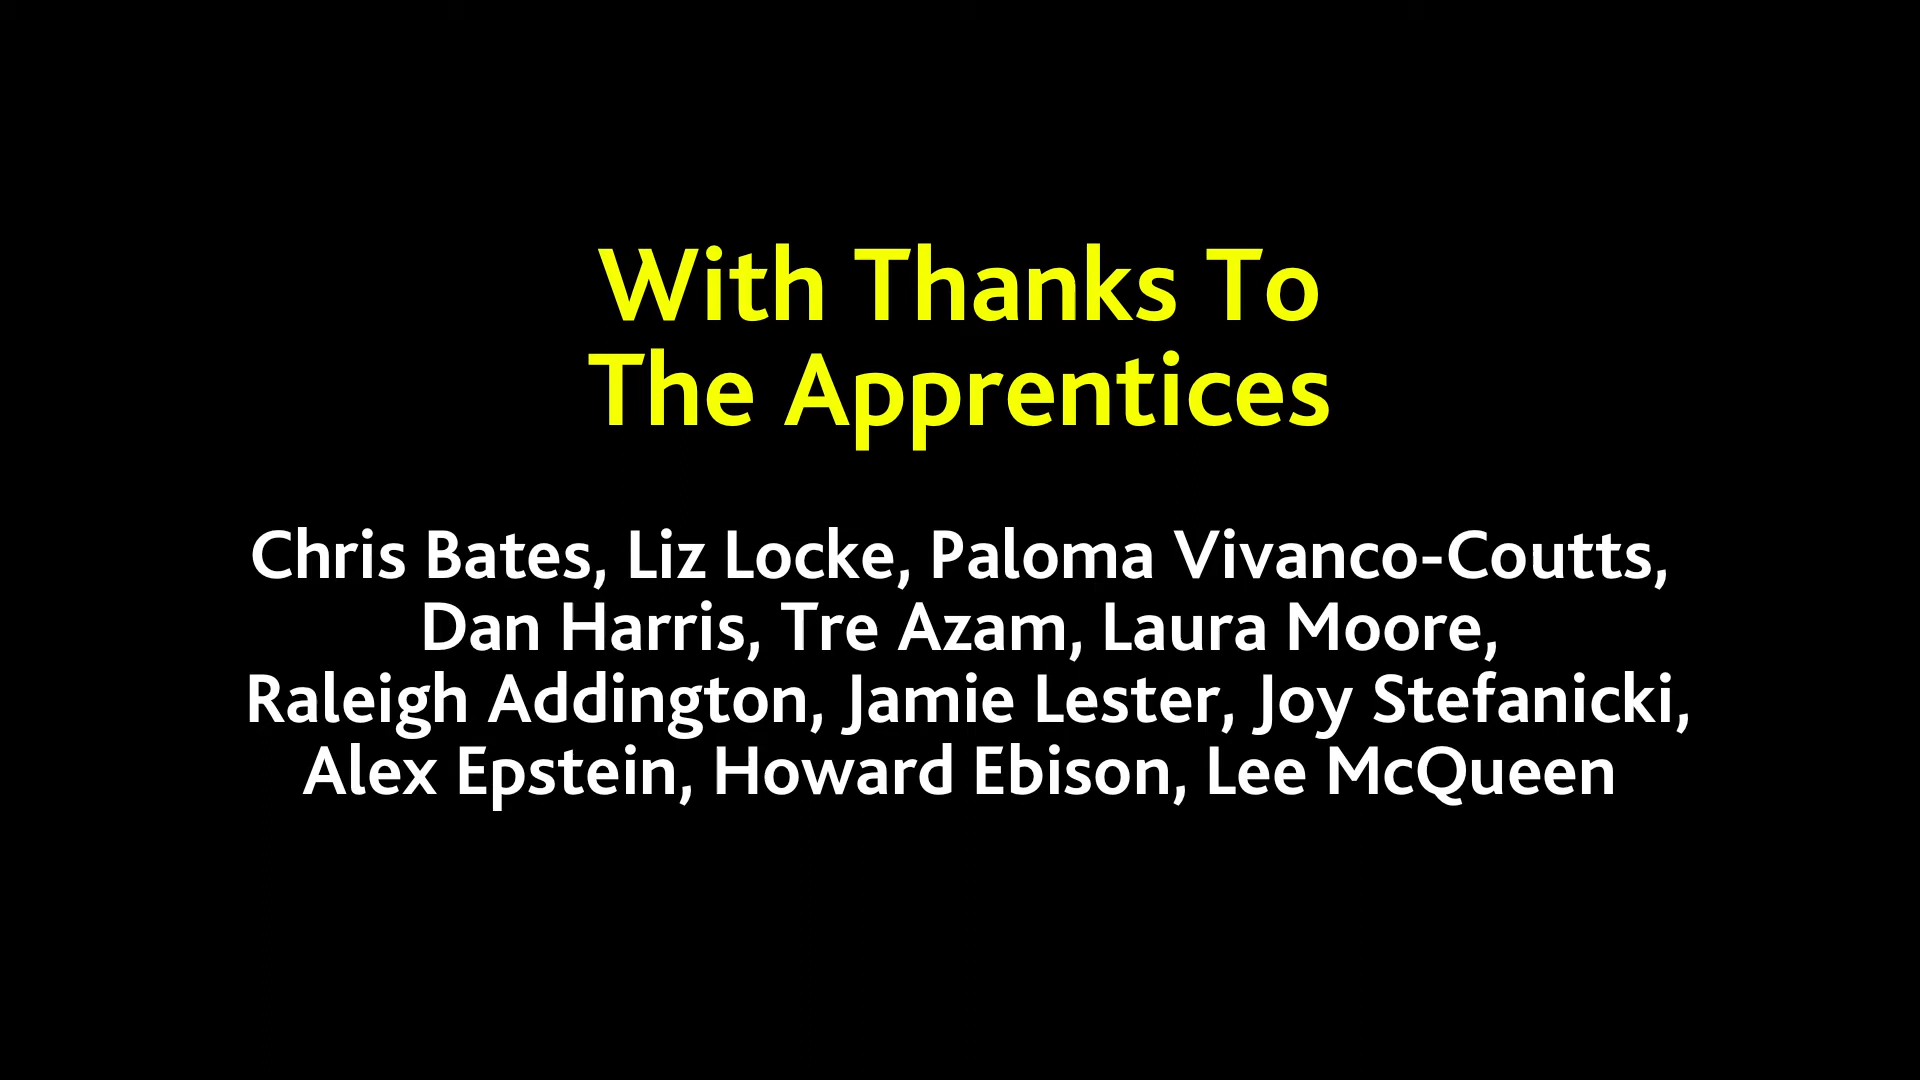 With Thanks To
The Apprentices
Chris Bates, Liz Locke, Paloma Vivanco-Coutts,
Dan Harris, Tre Azam, Laura Moore,
Raleigh Addington, Jamie Lester, Joy Stefanicki,
Alex Epstein, Howard Ebison, Lee McQueen